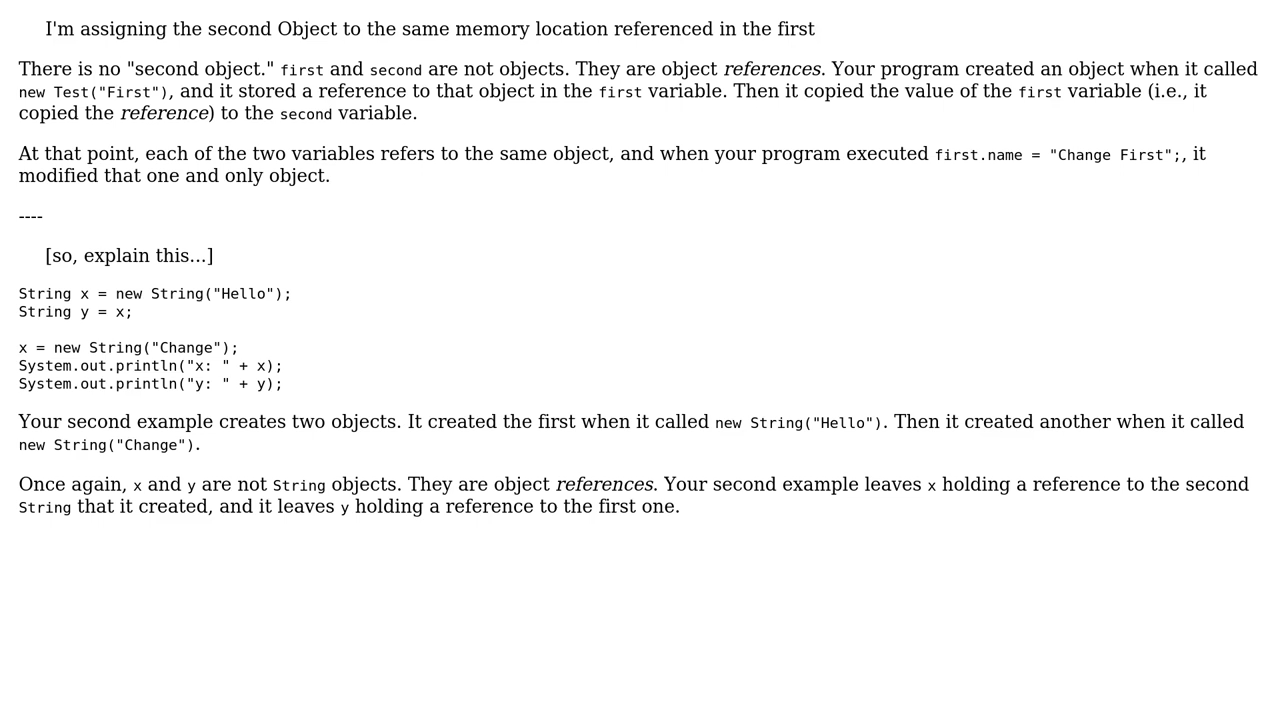 I'm assigning the second Object to the same memory location referenced in the first
There is no "second object." first and second are not objects. They are object references. Your program created an object when it called
new Test("First"), and it stored a reference to that object in the first variable. Then it copied the value of the first variable (i.e., it
copied the reference) to the second variable.
At that point, each of the two variables refers to the same object, and when your program executed first.name = "Change First";, it
modified that one and only object.
----
[so, explain this...]
String x = new String("Hello");
String y = x;
x = new String("Change");
System.out.println("x: " + x);
System.out.println("y: " + y);
Your second example creates two objects. It created the first when it called new String("Hello"). Then it created another when it called
new String("Change").
Once again, x and y are not String objects. They are object references. Your second example leaves x holding a reference to the second
String that it created, and it leaves y holding a reference to the first one.